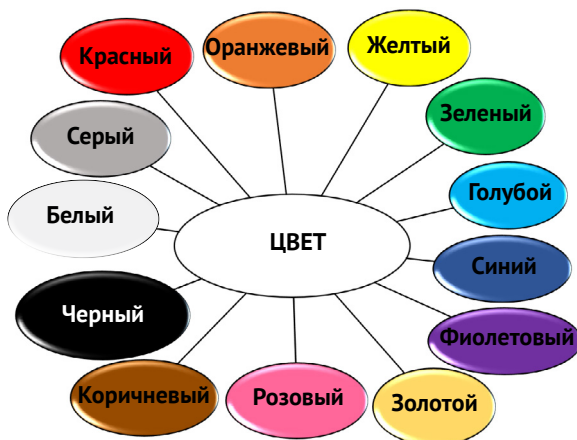 Красный
Оранжевый
Желтый
Серый
Зеленый
Белый
Голубой
ЦВЕТ
Синий
Черный
Фиолетовый
Коричневый
Розовый
Золотой